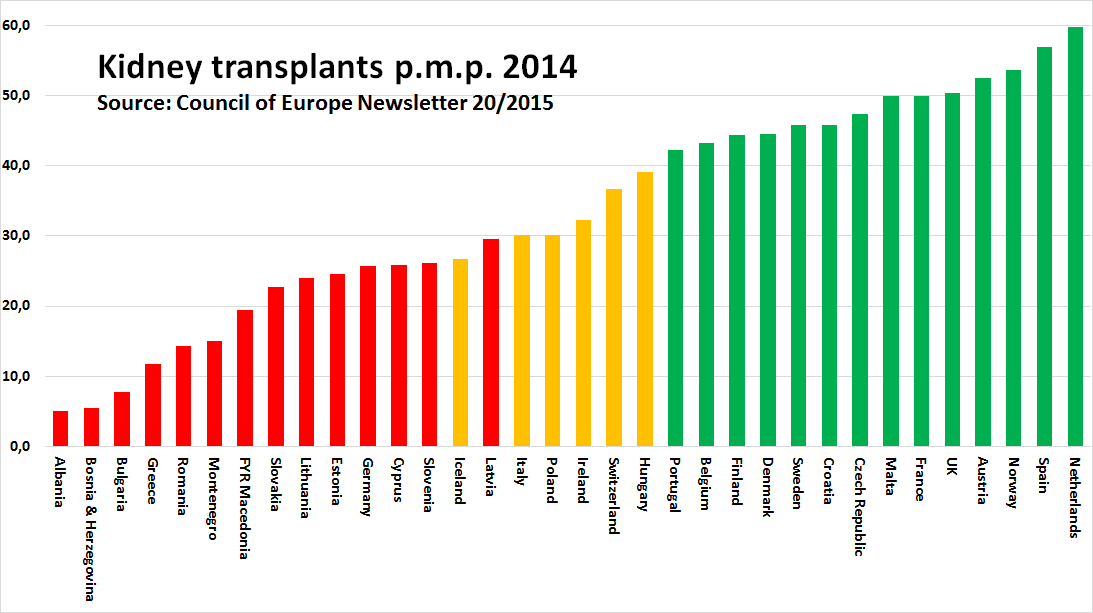 Kidney transplants p.m.p. 2014
Source: Council of Europe Newsletter 20/2015
60,0
50,0
40,0
30,0
20,0
10,0
0,0
Albania
Bosnia & Herzegovina
Bulgaria
Greece
Romania
Montenegro
FYR Macedonia
Slovakia
Lithuania
Estonia
Germany
Cyprus
Slovenia
Iceland
Latvia
Italy
Poland
Ireland
Switzerland
Hungary
Portugal
Belgium
Finland
Denmark
Sweden
Croatia
Czech Republic
Malta
France
UK
Austria
Norway
Spain
Netherlands